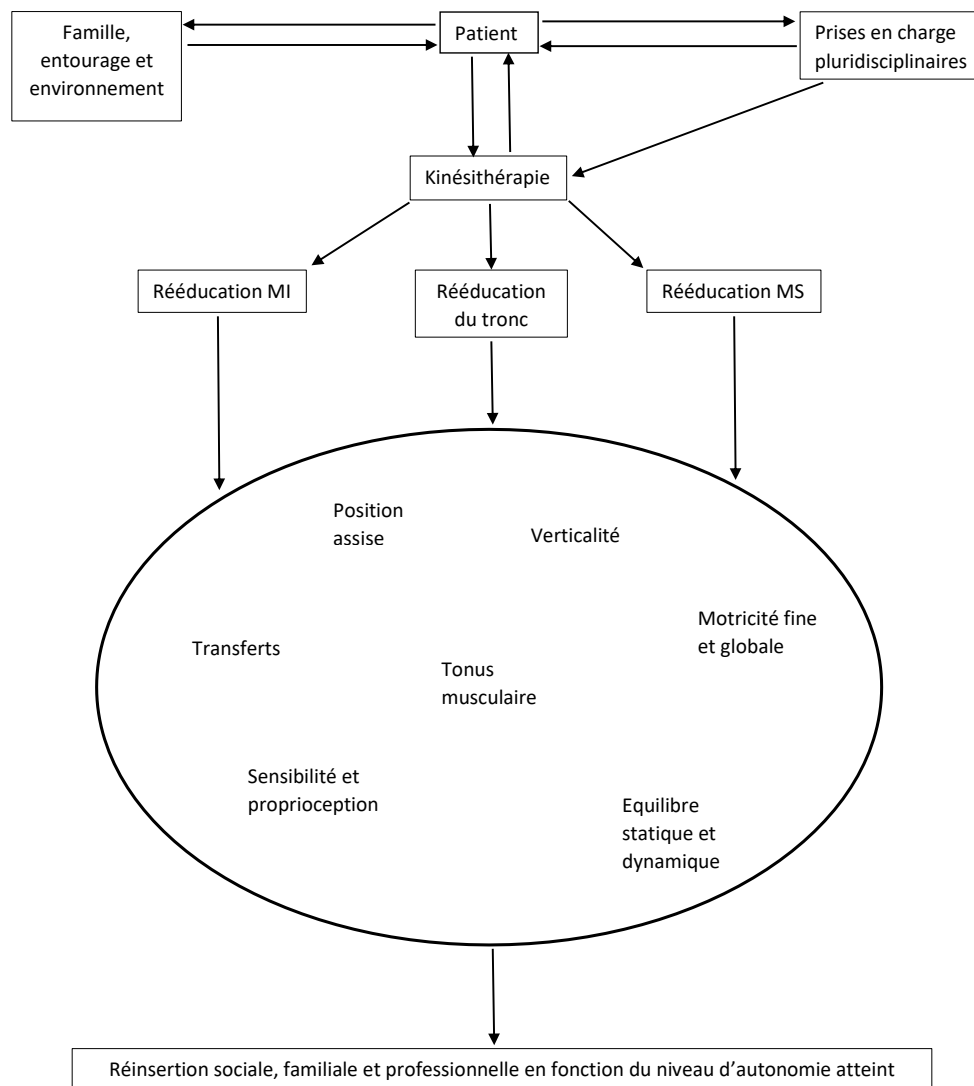 Famille,
entourage et
environnement
Patient
Prises en charge
pluridisciplinaires
Kinésithérapie
Rééducation MI
Rééducation
du tronc
Rééducation MS
Position
assise
Verticalité
Motricité fine
et globale
Transferts
Tonus
musculaire
Sensibilité et
proprioception
Equilibre
statique et
dynamique
Réinsertion sociale, familiale et professionnelle en fonction du niveau d’autonomie atteint